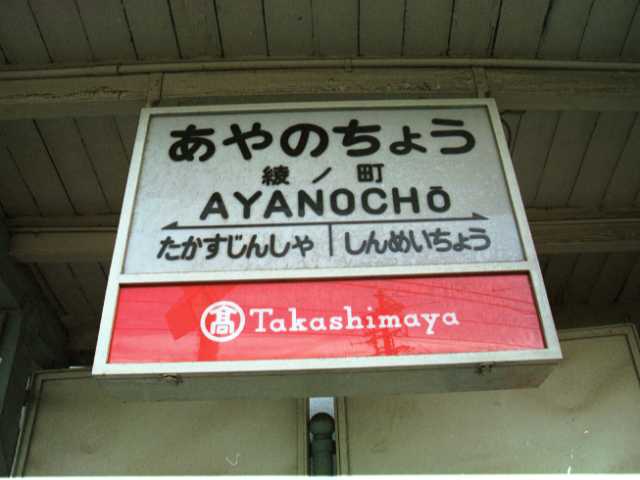 あやのちょう
綾ノ町
AYANOCHŌ
たかすじんしゃ しんめいちょう
髙 Takashimaya